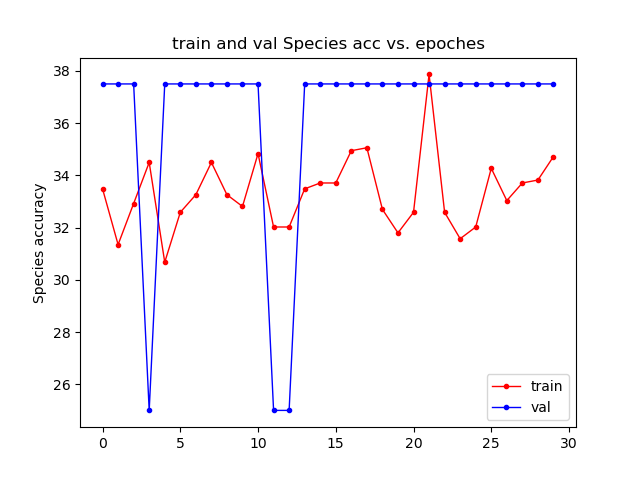 train and val Species acc vs. epoches
Species accuracy
38
36
34
32
30
28
26
0 5 10 15 20 25 30
train
val